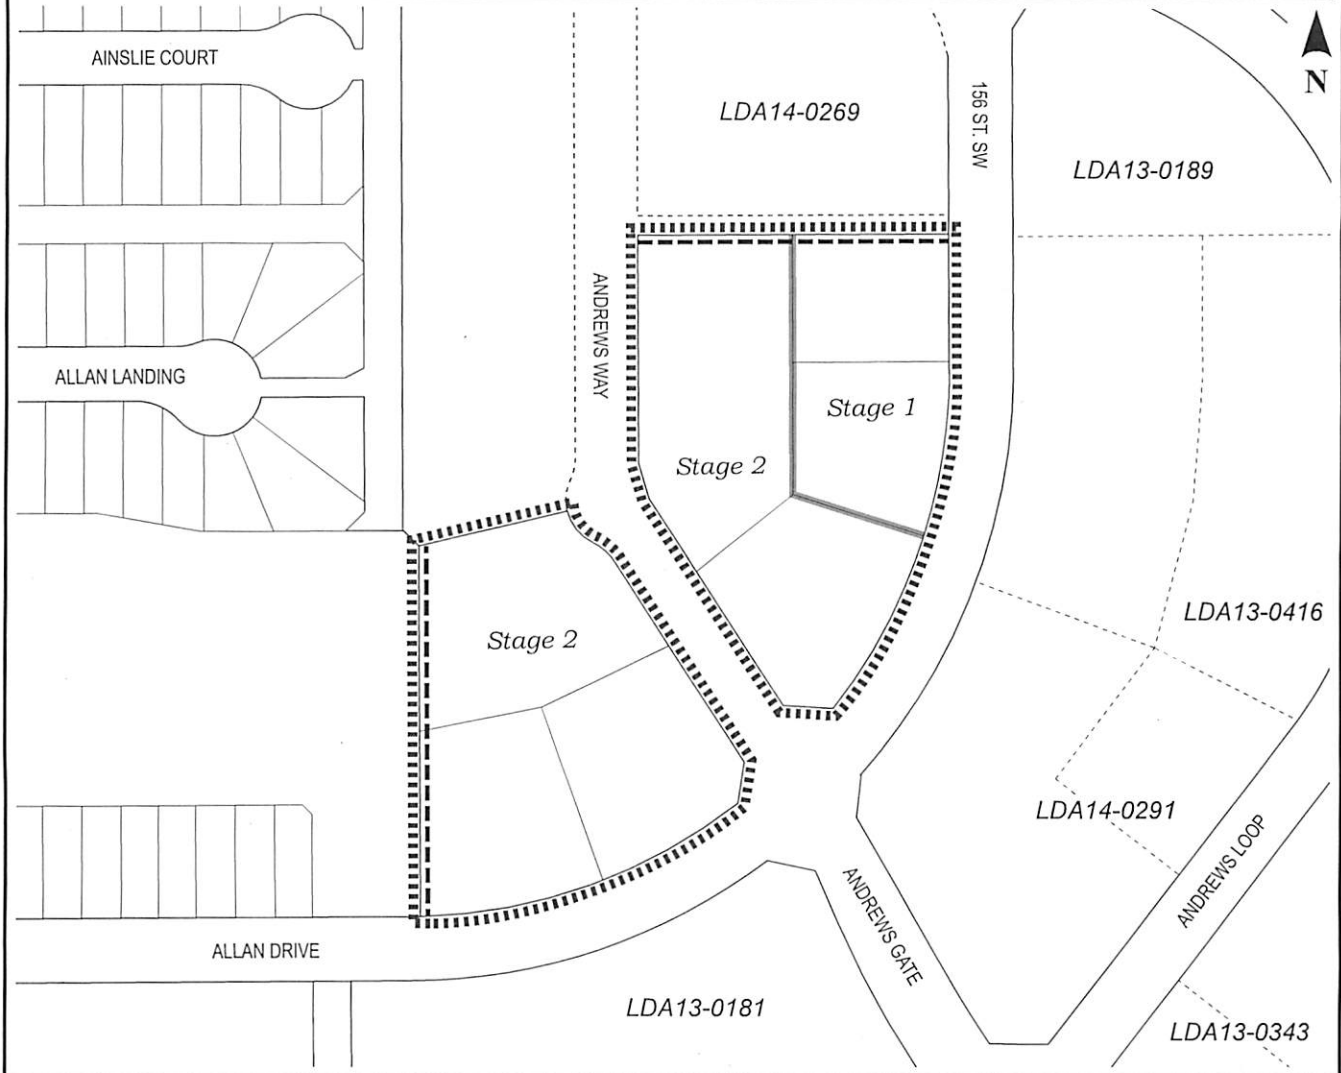 AINSLIE COURT
LDA14-0269
156 ST. SW
N
LDA13-0189
ANDREWS WAY
ALLAN LANDING
Stage 1
Stage 2
LDA13-0416
Stage 2
LDA14-0291
ANDREWS LOOP
ANDREWS GATE
ALLAN DRIVE
LDA13-0181
LDA13-0343